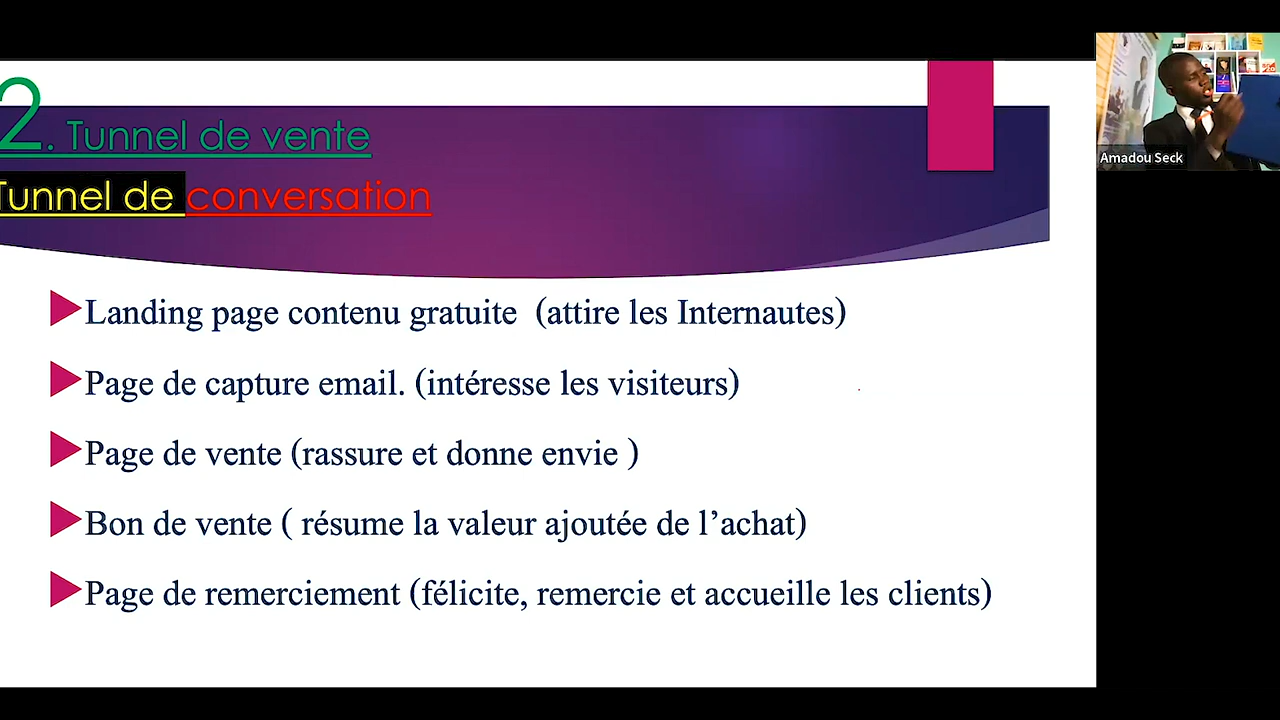 2. Tunnel de vente
Tunnel de conversation
Landing page contenu gratuite (attire les Internautes)
Page de capture email. (intéresse les visiteurs)
Page de vente (rassure et donne envie )
Bon de vente ( résume la valeur ajoutée de l’achat)
Page de remerciement (félicite, remercie et accueille les clients)
Amadou Seck